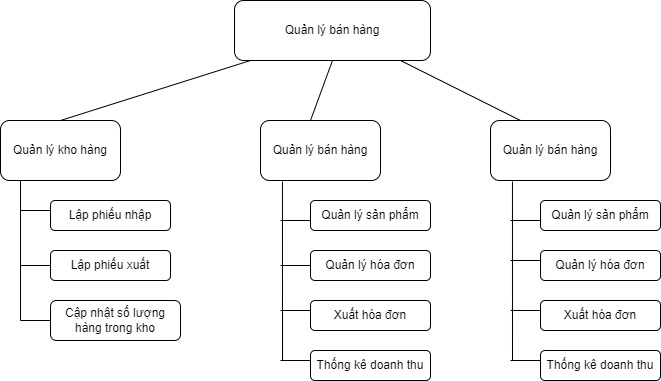 Quản lý bán hàng
Quản lý kho hàng
Quản lý bán hàng
Quản lý bán hàng
Lập phiếu nhập
Lập phiếu xuất
Cập nhật số lượng
hàng trong kho
Quản lý sản phẩm
Quản lý hóa đơn
Xuất hóa đơn
Thống kê doanh thu
Quản lý sản phẩm
Quản lý hóa đơn
Xuất hóa đơn
Thống kê doanh thu